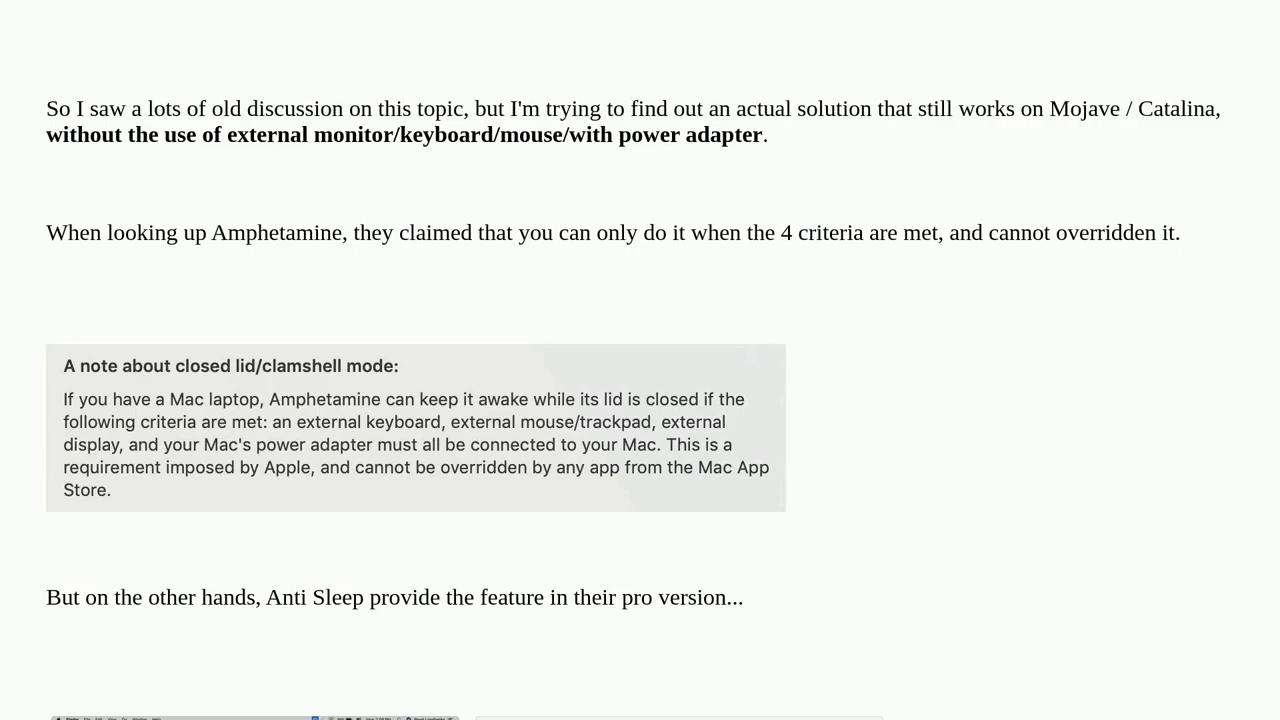 So I saw a lots of old discussion on this topic, but I'm trying to find out an actual solution that still works on Mojave / Catalina,
without the use of external monitor/keyboard/mouse/with power adapter.
When looking up Amphetamine, they claimed that you can only do it when the 4 criteria are met, and cannot overridden it.
A note about closed lid/clamshell mode:
If you have a Mac laptop, Amphetamine can keep it awake while its lid is closed if the
following criteria are met: an external keyboard, external mouse/trackpad, external
display, and your Mac's power adapter must all be connected to your Mac. This is a
requirement imposed by Apple, and cannot be overridden by any app from the Mac App
Store.
But on the other hands, Anti Sleep provide the feature in their pro version...